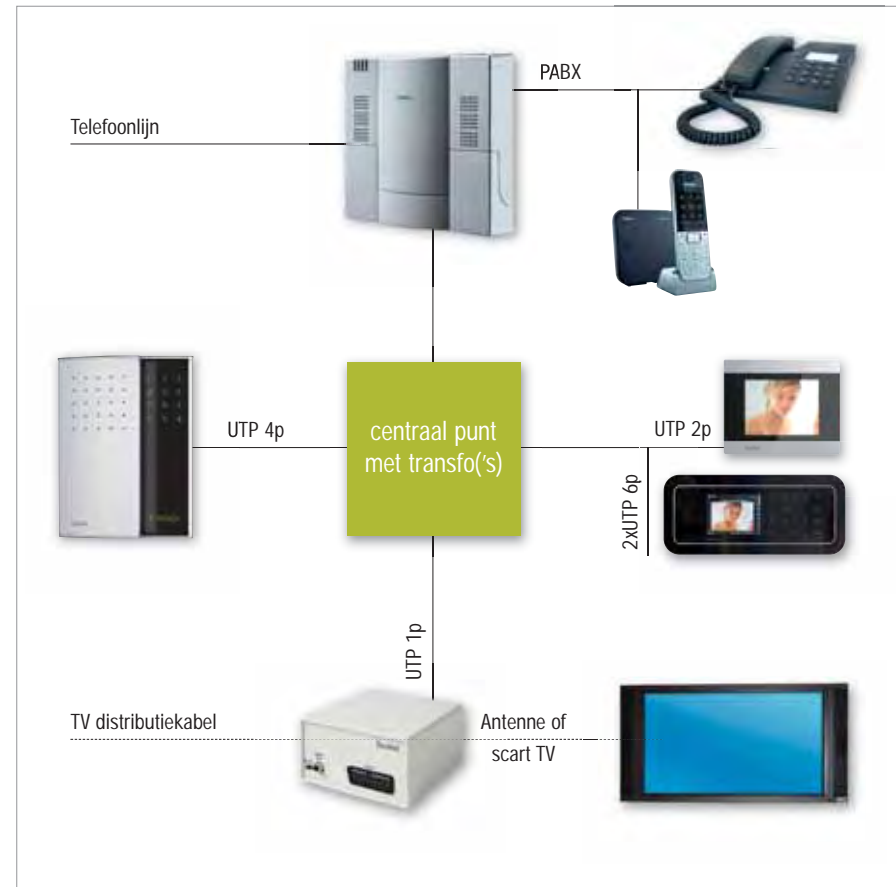 PABX
Telefoonlijn
UTP 4p
centraal punt
met transfo('s)
UTP 2p
2xUTP 6p
UTP 1p
TV distributiekabel
Antenne of
scart TV